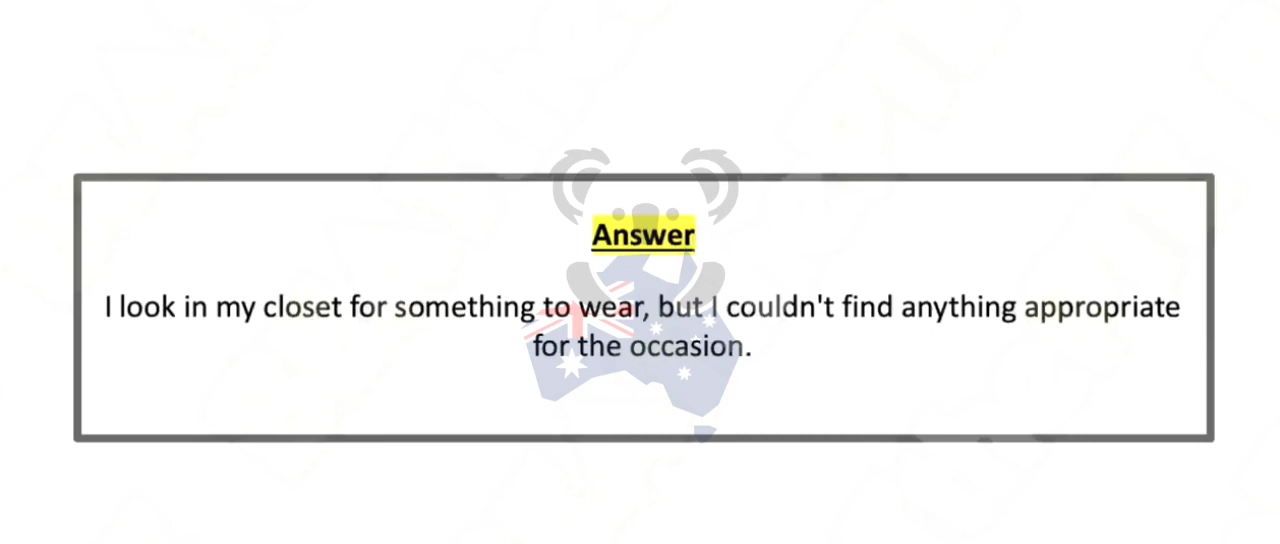 Answer
I look in my closet for something to wear, but I couldn't find anything appropriate
for the occasion.